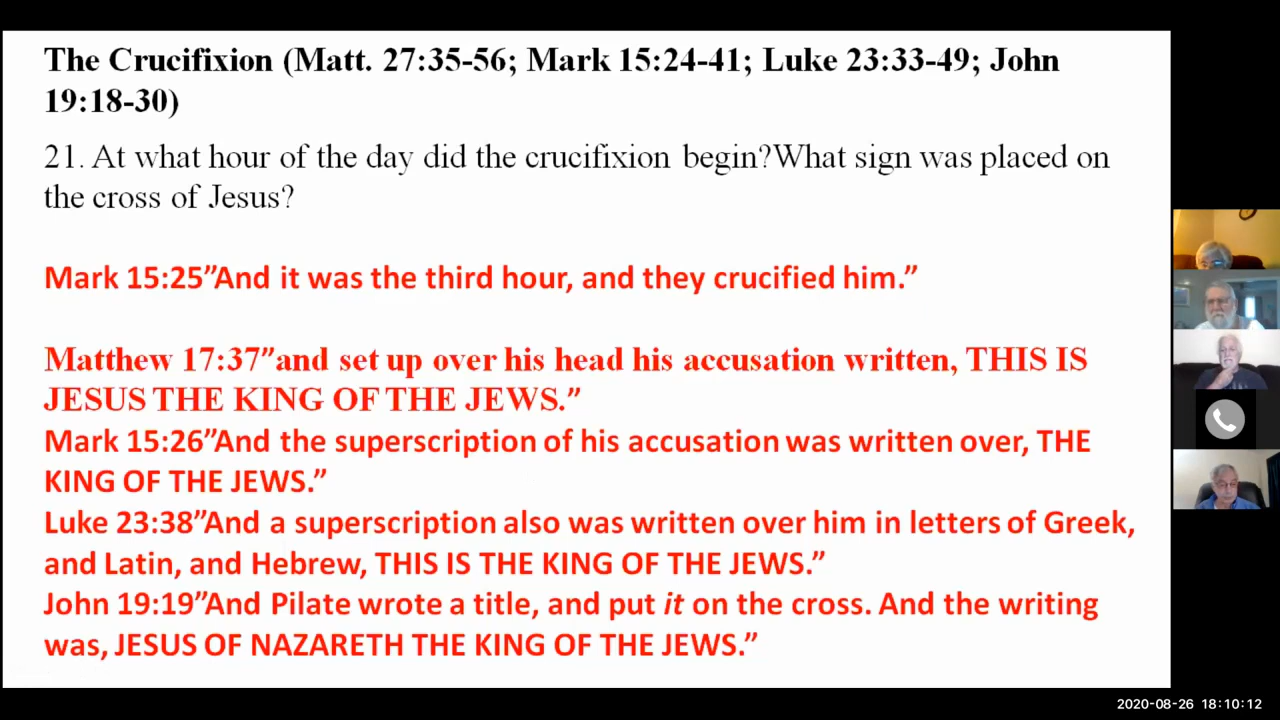 The Crucifixion (Matt. 27:35-56; Mark 15:24-41; Luke 23:33-49; John
19:18-30)
21. At what hour of the day did the crucifixion begin?What sign was placed on
the cross of Jesus?
Mark 15:25”And it was the third hour, and they crucified him.”
Matthew 17:37”and set up over his head his accusation written, THIS IS
JESUS THE KING OF THE JEWS.”
Mark 15:26”And the superscription of his accusation was written over, THE
KING OF THE JEWS.”
Luke 23:38”And a superscription also was written over him in letters of Greek,
and Latin, and Hebrew, THIS IS THE KING OF THE JEWS.”
John 19:19”And Pilate wrote a title, and put it on the cross. And the writing
was, JESUS OF NAZARETH THE KING OF THE JEWS.”
2020-08-26 18:10:12